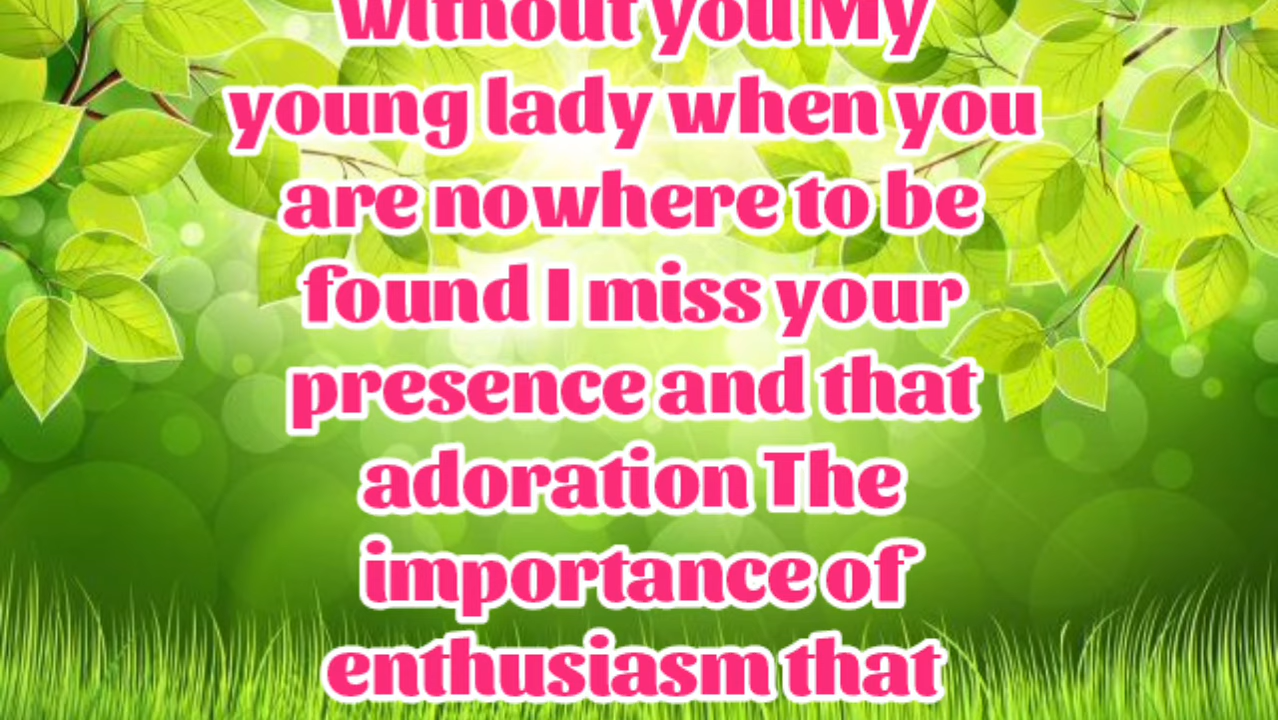 without you My
young lady when you
are nowhere to be
found I miss your
presence and that
adoration The
importance of
enthusiasm that